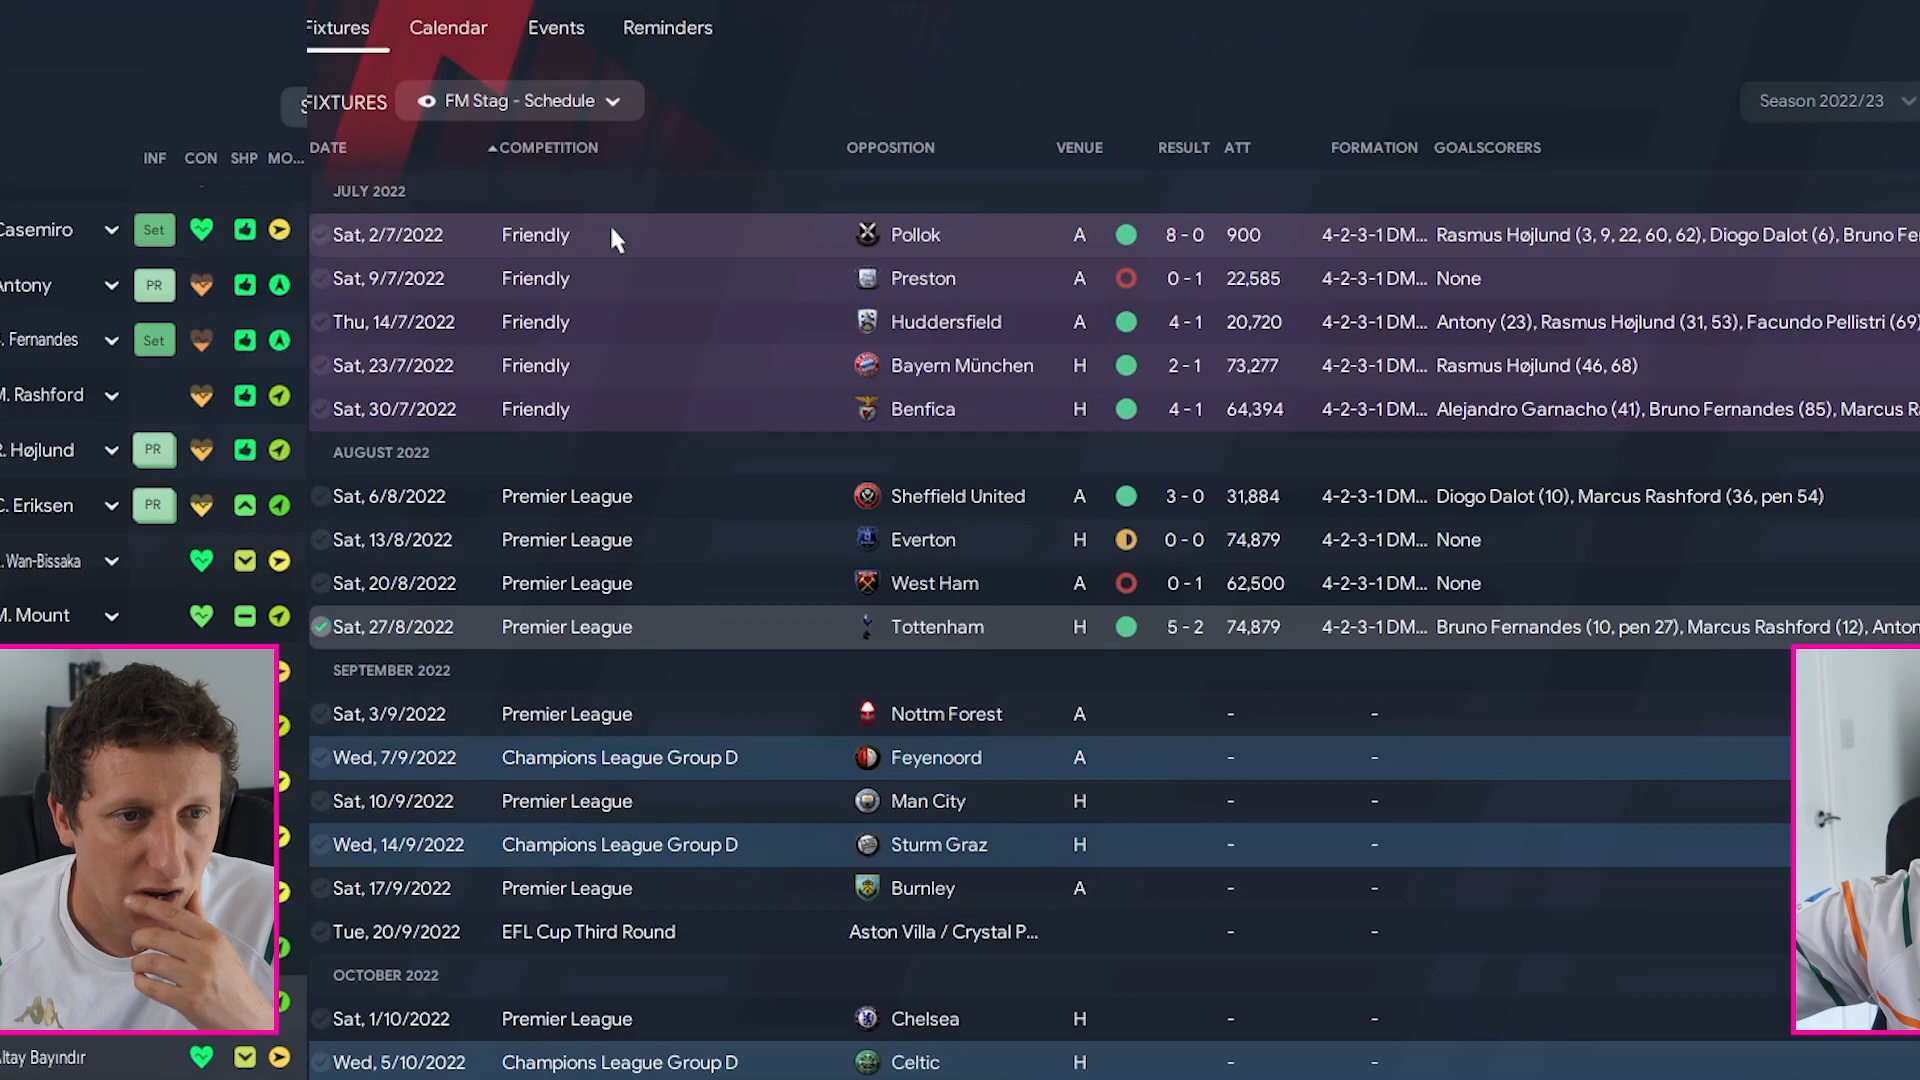 Fixtures Calendar Events Reminders
FIXTURES FM Stag - Schedule Season 2022/23
INF CON SHP MO...
DATE COMPETITION OPPOSITION VENUE RESULT ATT FORMATION GOALSCORERS
JULY 2022
Casemiro Set
Sat, 2/7/2022 Friendly Pollok A 8 - 0 900 4-2-3-1 DM... Rasmus Højlund (3, 9, 22, 60, 62), Diogo Dalot (6), Bruno Fe
Antony PR
Sat, 9/7/2022 Friendly Preston A 0 - 1 22,585 4-2-3-1 DM... None
Fernandes Set
Thu, 14/7/2022 Friendly Huddersfield A 4 - 1 20,720 4-2-3-1 DM... Antony (23), Rasmus Højlund (31, 53), Facundo Pellistri (69)
M. Rashford
Sat, 23/7/2022 Friendly Bayern München H 2 - 1 73,277 4-2-3-1 DM... Rasmus Højlund (46, 68)
Sat, 30/7/2022 Friendly Benfica H 4 - 1 64,394 4-2-3-1 DM... Alejandro Garnacho (41), Bruno Fernandes (85), Marcus R
R. Højlund PR
AUGUST 2022
C. Eriksen PR
Sat, 6/8/2022 Premier League Sheffield United A 3 - 0 31,884 4-2-3-1 DM... Diogo Dalot (10), Marcus Rashford (36, pen 54)
. Wan-Bissaka
Sat, 13/8/2022 Premier League Everton H 0 - 0 74,879 4-2-3-1 DM... None
Sat, 20/8/2022 Premier League West Ham A 0 - 1 62,500 4-2-3-1 DM... None
M. Mount
Sat, 27/8/2022 Premier League Tottenham H 5 - 2 74,879 4-2-3-1 DM... Bruno Fernandes (10, pen 27), Marcus Rashford (12), Anton
SEPTEMBER 2022
Sat, 3/9/2022 Premier League Nottm Forest A - -
Wed, 7/9/2022 Champions League Group D Feyenoord A - -
Sat, 10/9/2022 Premier League Man City H - -
Wed, 14/9/2022 Champions League Group D Sturm Graz H - -
Sat, 17/9/2022 Premier League Burnley A - -
Tue, 20/9/2022 EFL Cup Third Round Aston Villa / Crystal P... - -
OCTOBER 2022
Sat, 1/10/2022 Premier League Chelsea H - -
Altay Bayındır
Wed, 5/10/2022 Champions League Group D Celtic H - -